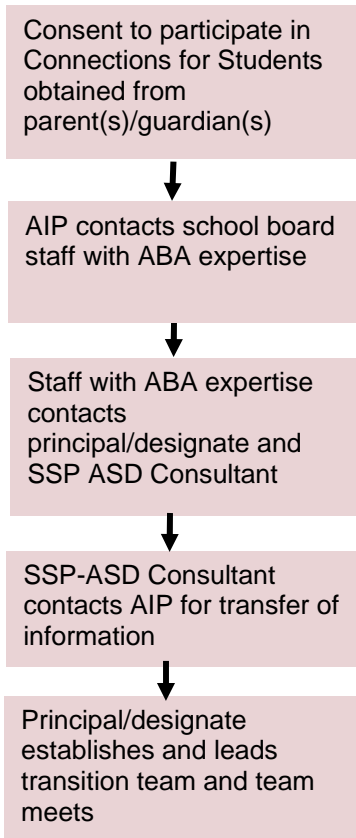 Consent to participate in
Connections for Students
obtained from
parent(s)/guardian(s)
AIP contacts school board
staff with ABA expertise
Staff with ABA expertise
contacts
principal/designate and
SSP ASD Consultant
SSP-ASD Consultant
contacts AIP for transfer of
information
Principal/designate
establishes and leads
transition team and team
meets